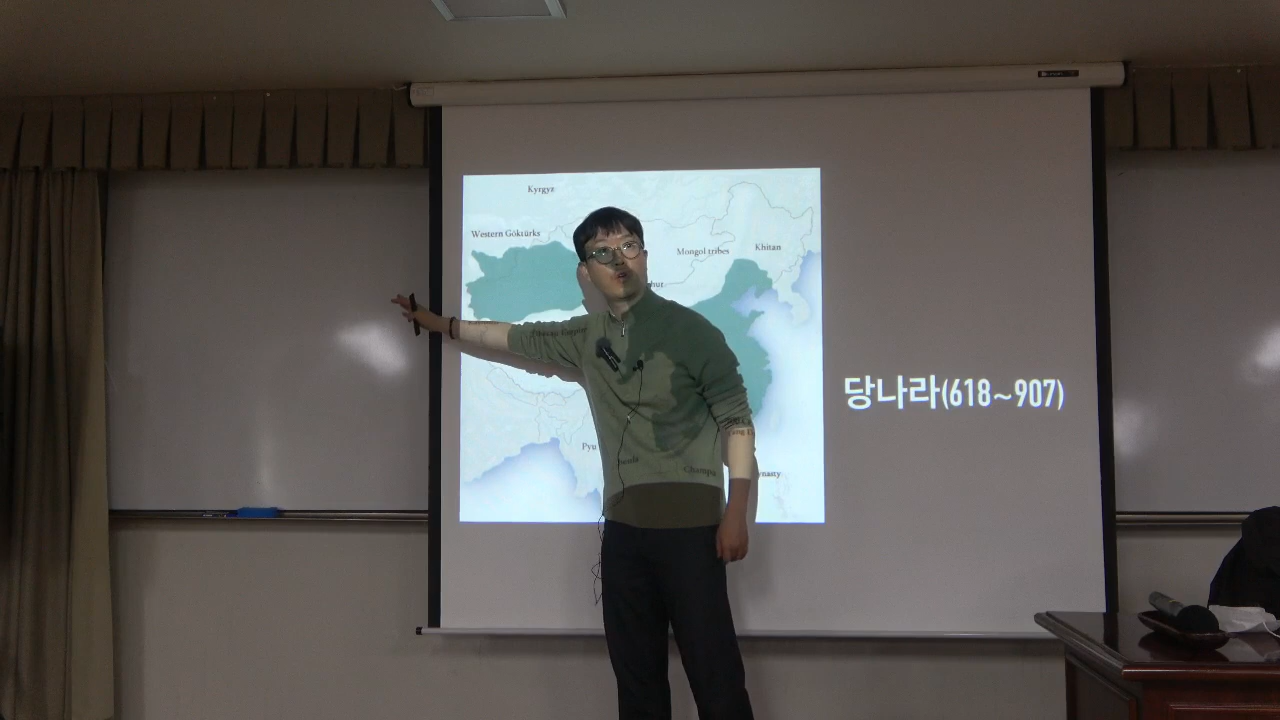 Kyrgyz
Western Göktürks
Mongol tribes
Khitan
Pyu
Champa
당나라(618~907)